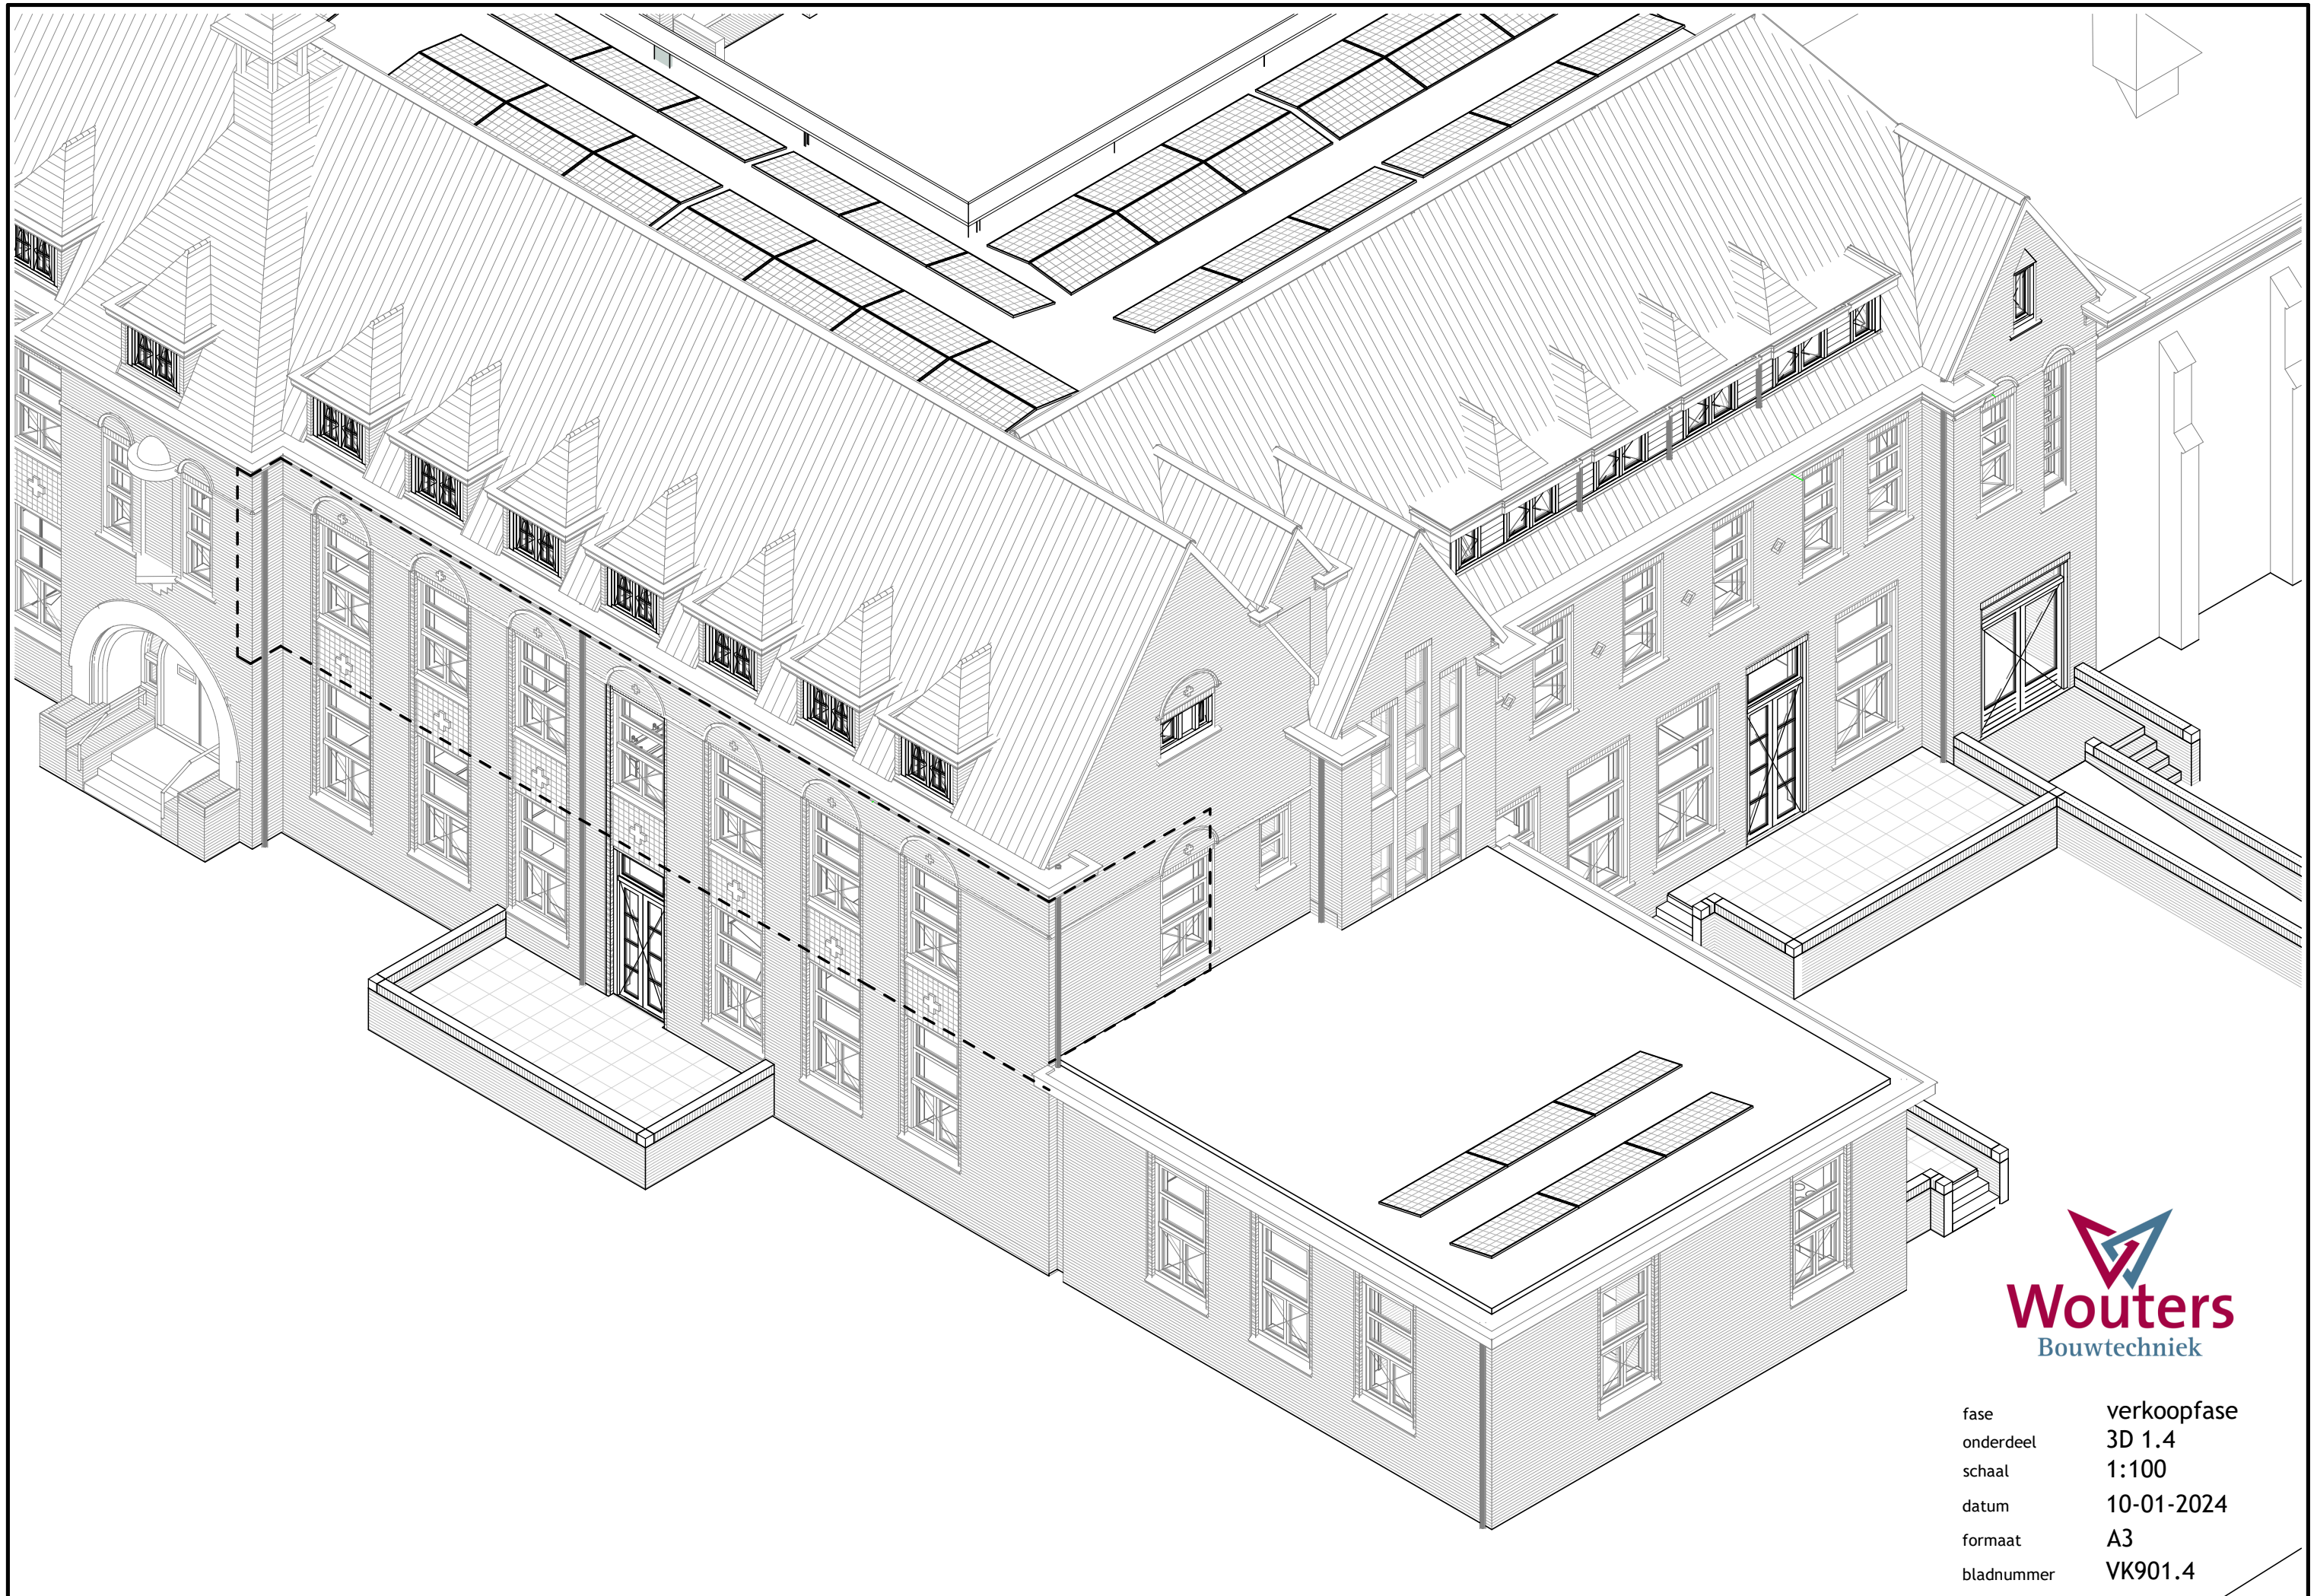 Wouters
Bouwtechniek
fase verkoopfase
onderdeel 3D 1.4
schaal 1:100
datum 10-01-2024
formaat A3
bladnummer VK901.4